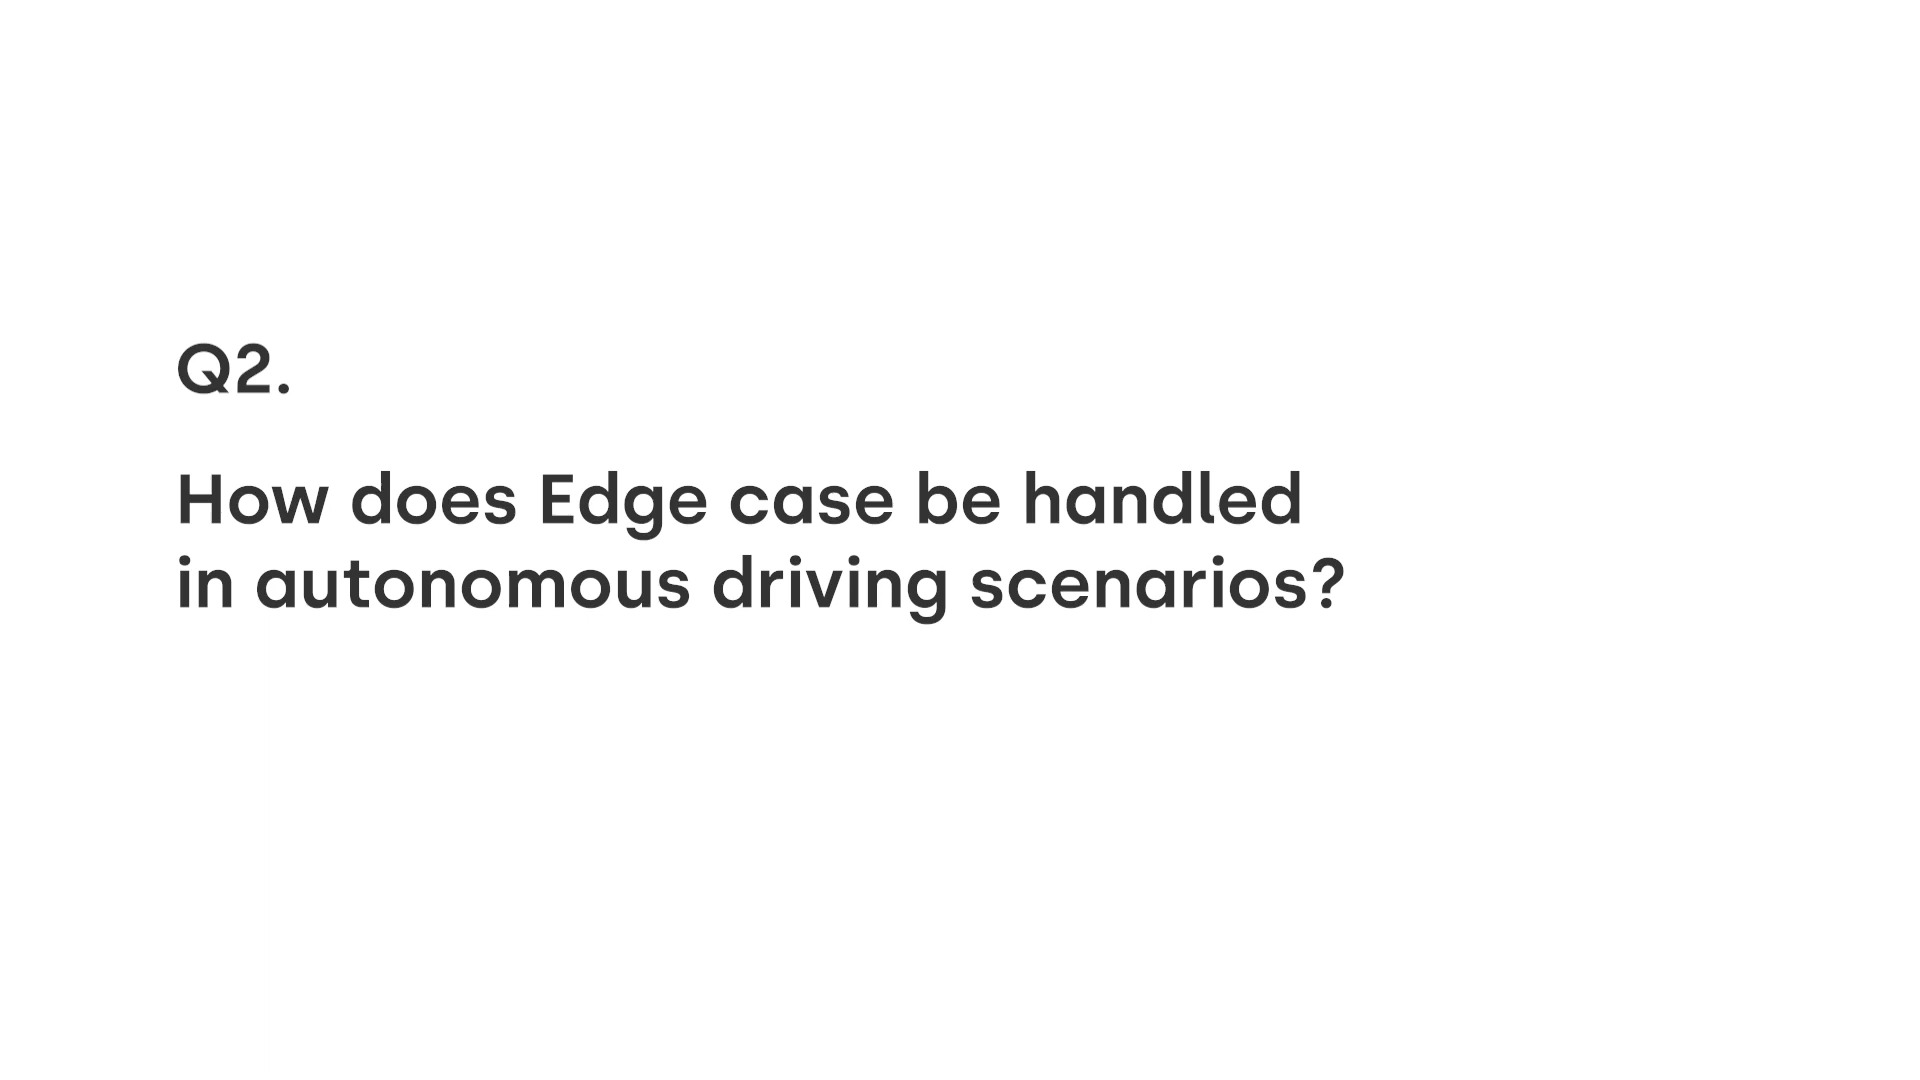 Q2.
How does Edge case be handled
in autonomous driving scenarios?